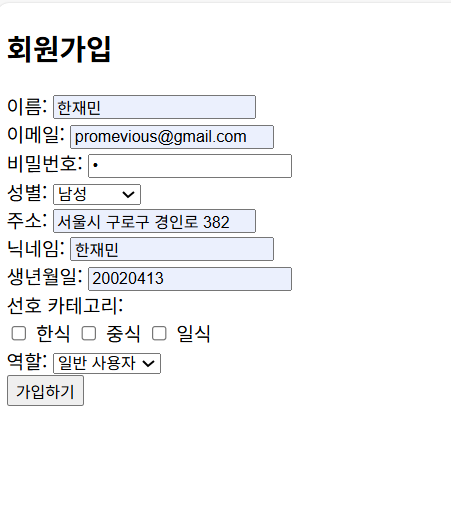 회원가입
이름: 한재민
이메일: promevious@gmail.com
비밀번호: •
성별: 남성
주소: 서울시 구로구 경인로 382
닉네임: 한재민
생년월일: 20020413
선호 카테고리:
한식 중식 일식
역할: 일반 사용자
가입하기